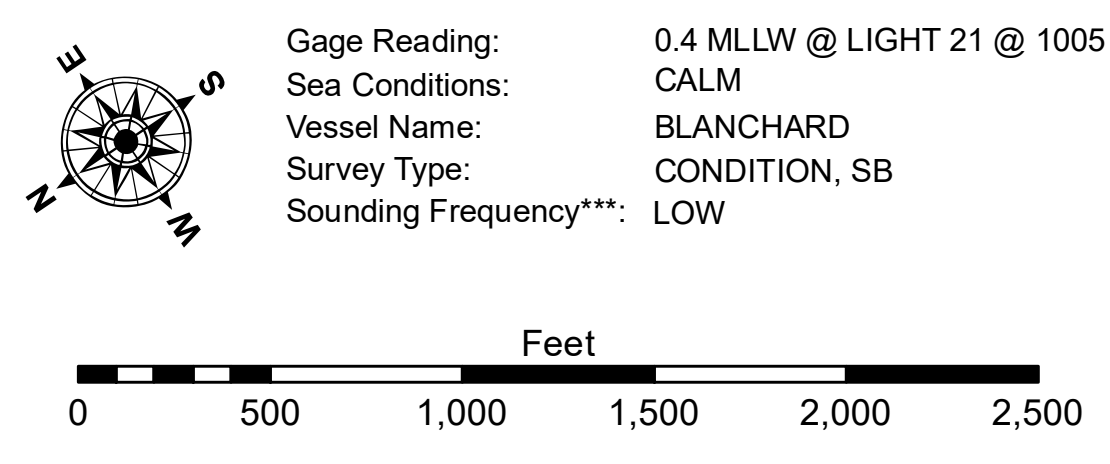 E
S
N
W
Gage Reading: 0.4 MLLW @ LIGHT 21 @ 1005
Sea Conditions: CALM
Vessel Name: BLANCHARD
Survey Type: CONDITION, SB
Sounding Frequency***: LOW
Feet
0 500 1,000 1,500 2,000 2,500